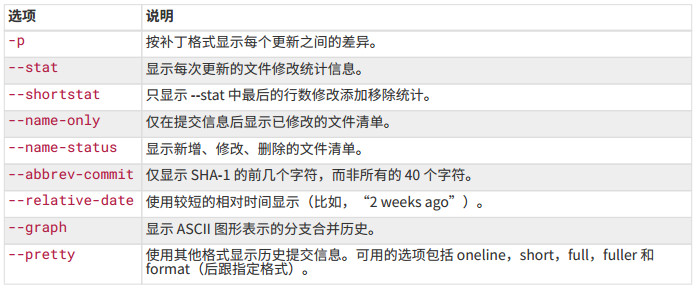 选项 说明
-p 按补丁格式显示每个更新之间的差异。
--stat 显示每次更新的文件修改统计信息。
--shortstat 只显示 --stat 中最后的行数修改添加移除统计。
--name-only 仅在提交信息后显示已修改的文件清单。
--name-status 显示新增、修改、删除的文件清单。
--abbrev-commit 仅显示 SHA-1 的前几个字符，而非所有的 40 个字符。
--relative-date 使用较短的相对时间显示（比如，“2 weeks ago”）。
--graph 显示 ASCII 图形表示的分支合并历史。
--pretty 使用其他格式显示历史提交信息。可用的选项包括 oneline，short，full，fuller 和
format（后跟指定格式）。